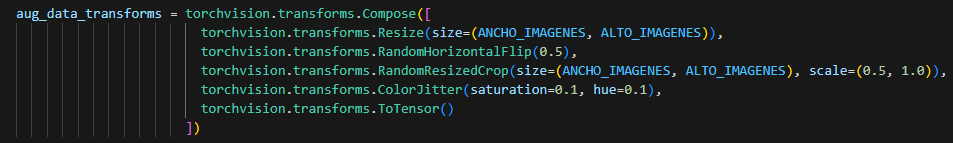 aug_data_transforms = torchvision.transforms.Compose([
torchvision.transforms.Resize(size=(ANCHO_IMAGENES, ALTO_IMAGENES)),
torchvision.transforms.RandomHorizontalFlip(0.5),
torchvision.transforms.RandomResizedCrop(size=(ANCHO_IMAGENES, ALTO_IMAGENES), scale=(0.5, 1.0)),
torchvision.transforms.ColorJitter(saturation=0.1, hue=0.1),
torchvision.transforms.ToTensor()
])